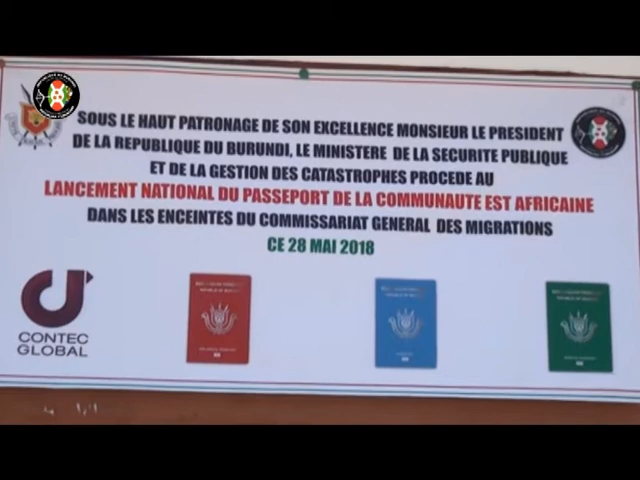 SOUS LE HAUT PATRONAGE DE SON EXCELLENCE MONSIEUR LE PRESIDENT
DE LA REPUBLIQUE DU BURUNDI, LE MINISTERE DE LA SECURITE PUBLIQUE
ET DE LA GESTION DES CATASTROPHES PROCEDE AU
LANCEMENT NATIONAL DU PASSEPORT DE LA COMMUNAUTE EST AFRICAINE
DANS LES ENCEINTES DU COMMISSARIAT GENERAL DES MIGRATIONS
CE 28 MAI 2018
CONTEC
GLOBAL